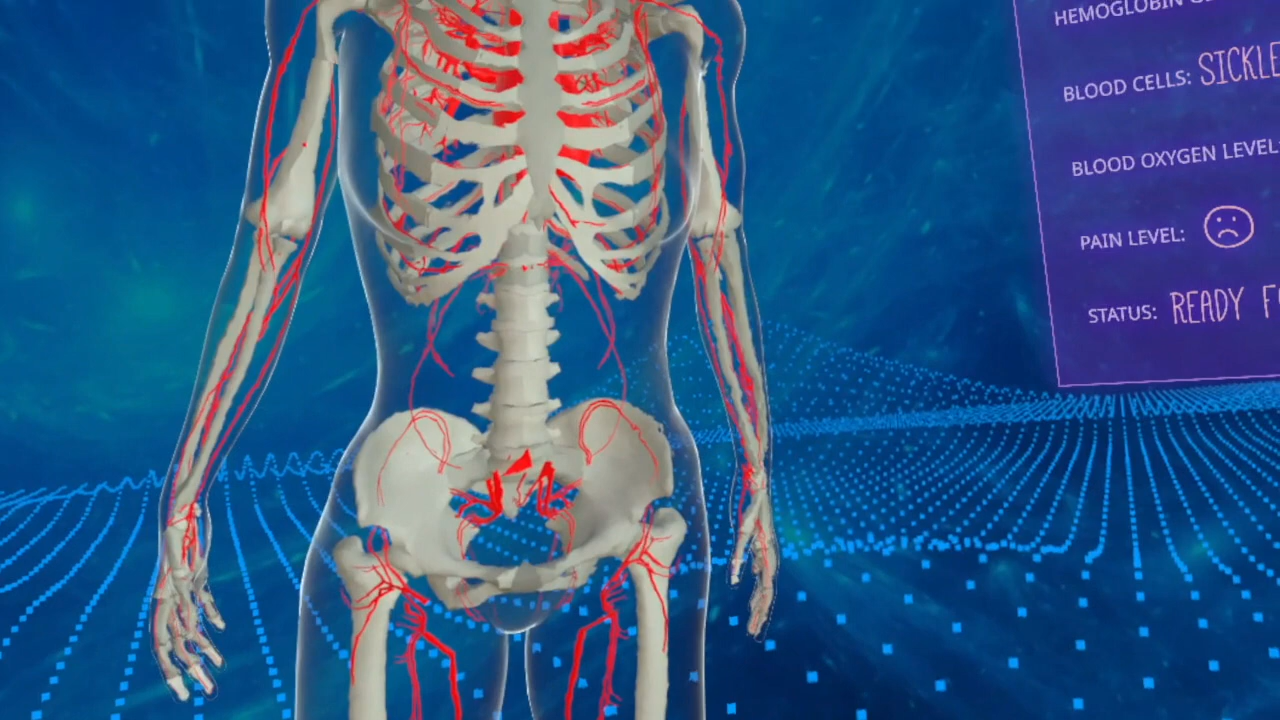 HEMOGLOBIN
BLOOD CELLS: SICKLE
BLOOD OXYGEN LEVEL
PAIN LEVEL:
STATUS: READY